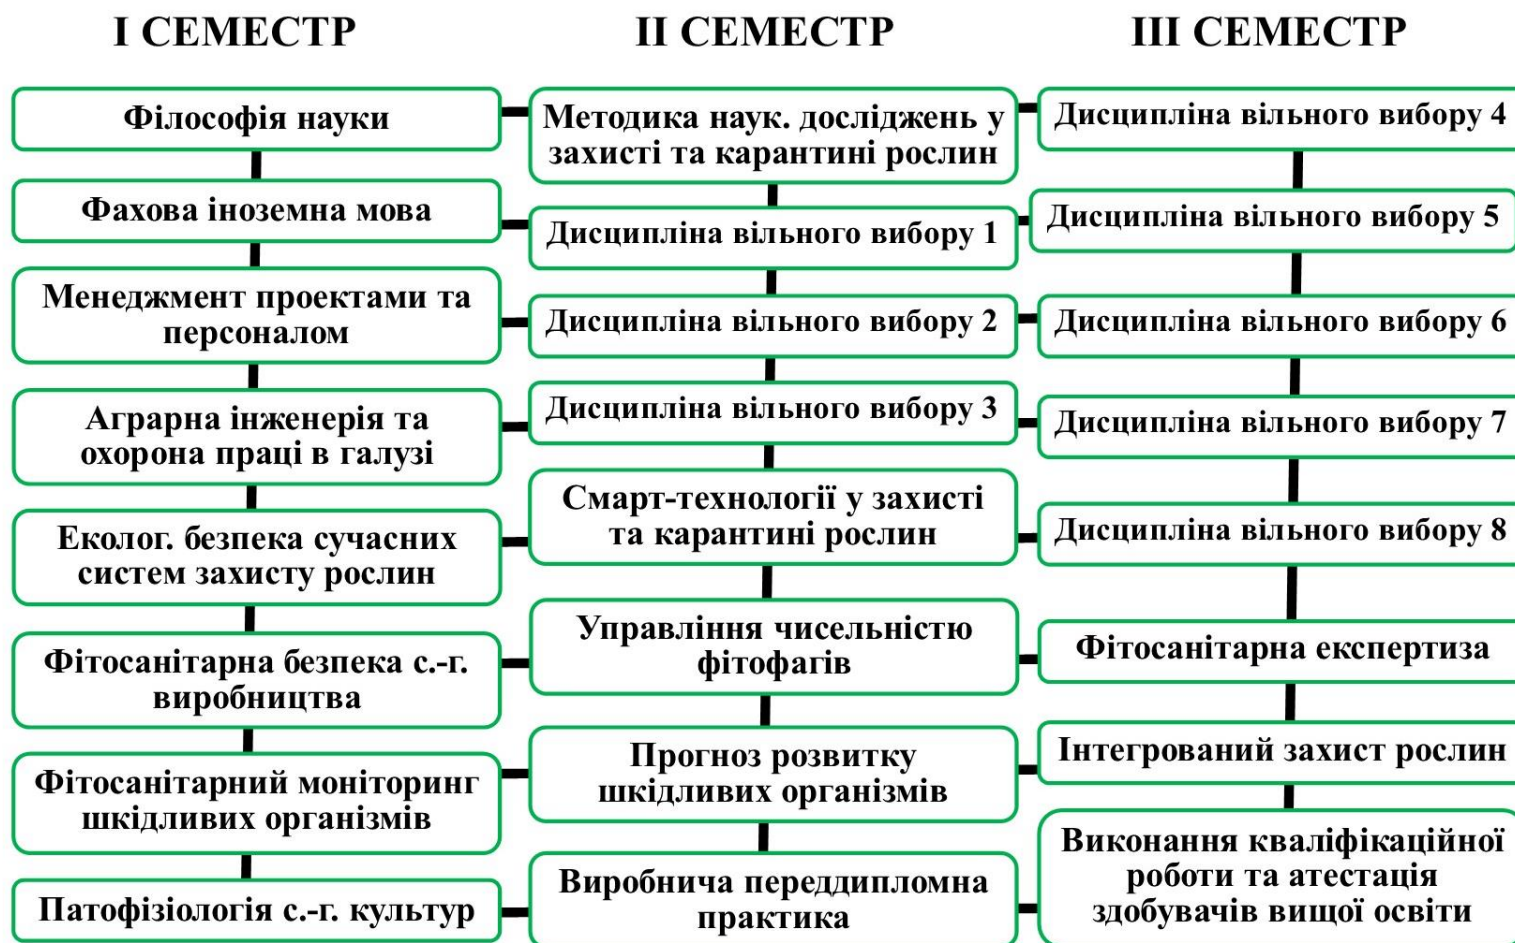 І СЕМЕСТР
Філософія науки
Фахова іноземна мова
Менеджмент проектами та
персоналом
Аграрна інженерія та
охорона праці в галузі
Еколог. безпека сучасних
систем захисту рослин
Фітосанітарна безпека с.-г.
виробництва
Фітосанітарний моніторинг
шкідливих організмів
Патофізіологія с.-г. культур
ІІ СЕМЕСТР
Методика наук. досліджень у
захисті та карантині рослин
Дисципліна вільного вибору 1
Дисципліна вільного вибору 2
Дисципліна вільного вибору 3
Смарт-технології у захисті
та карантині рослин
Управління чисельністю
фітофагів
Прогноз розвитку
шкідливих організмів
Виробнича переддипломна
практика
ІІІ СЕМЕСТР
Дисципліна вільного вибору 4
Дисципліна вільного вибору 5
Дисципліна вільного вибору 6
Дисципліна вільного вибору 7
Дисципліна вільного вибору 8
Фітосанітарна експертиза
Інтегрований захист рослин
Виконання кваліфікаційної
роботи та атестація
здобувачів вищої освіти